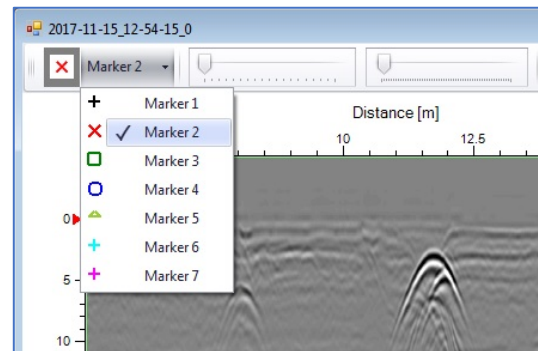 2017-11-15_12-54-15_0
Marker 2
Marker 1
Marker 2
Marker 3
Marker 4
Marker 5
Marker 6
Marker 7
Distance [m]
10 12.5
0
5
10